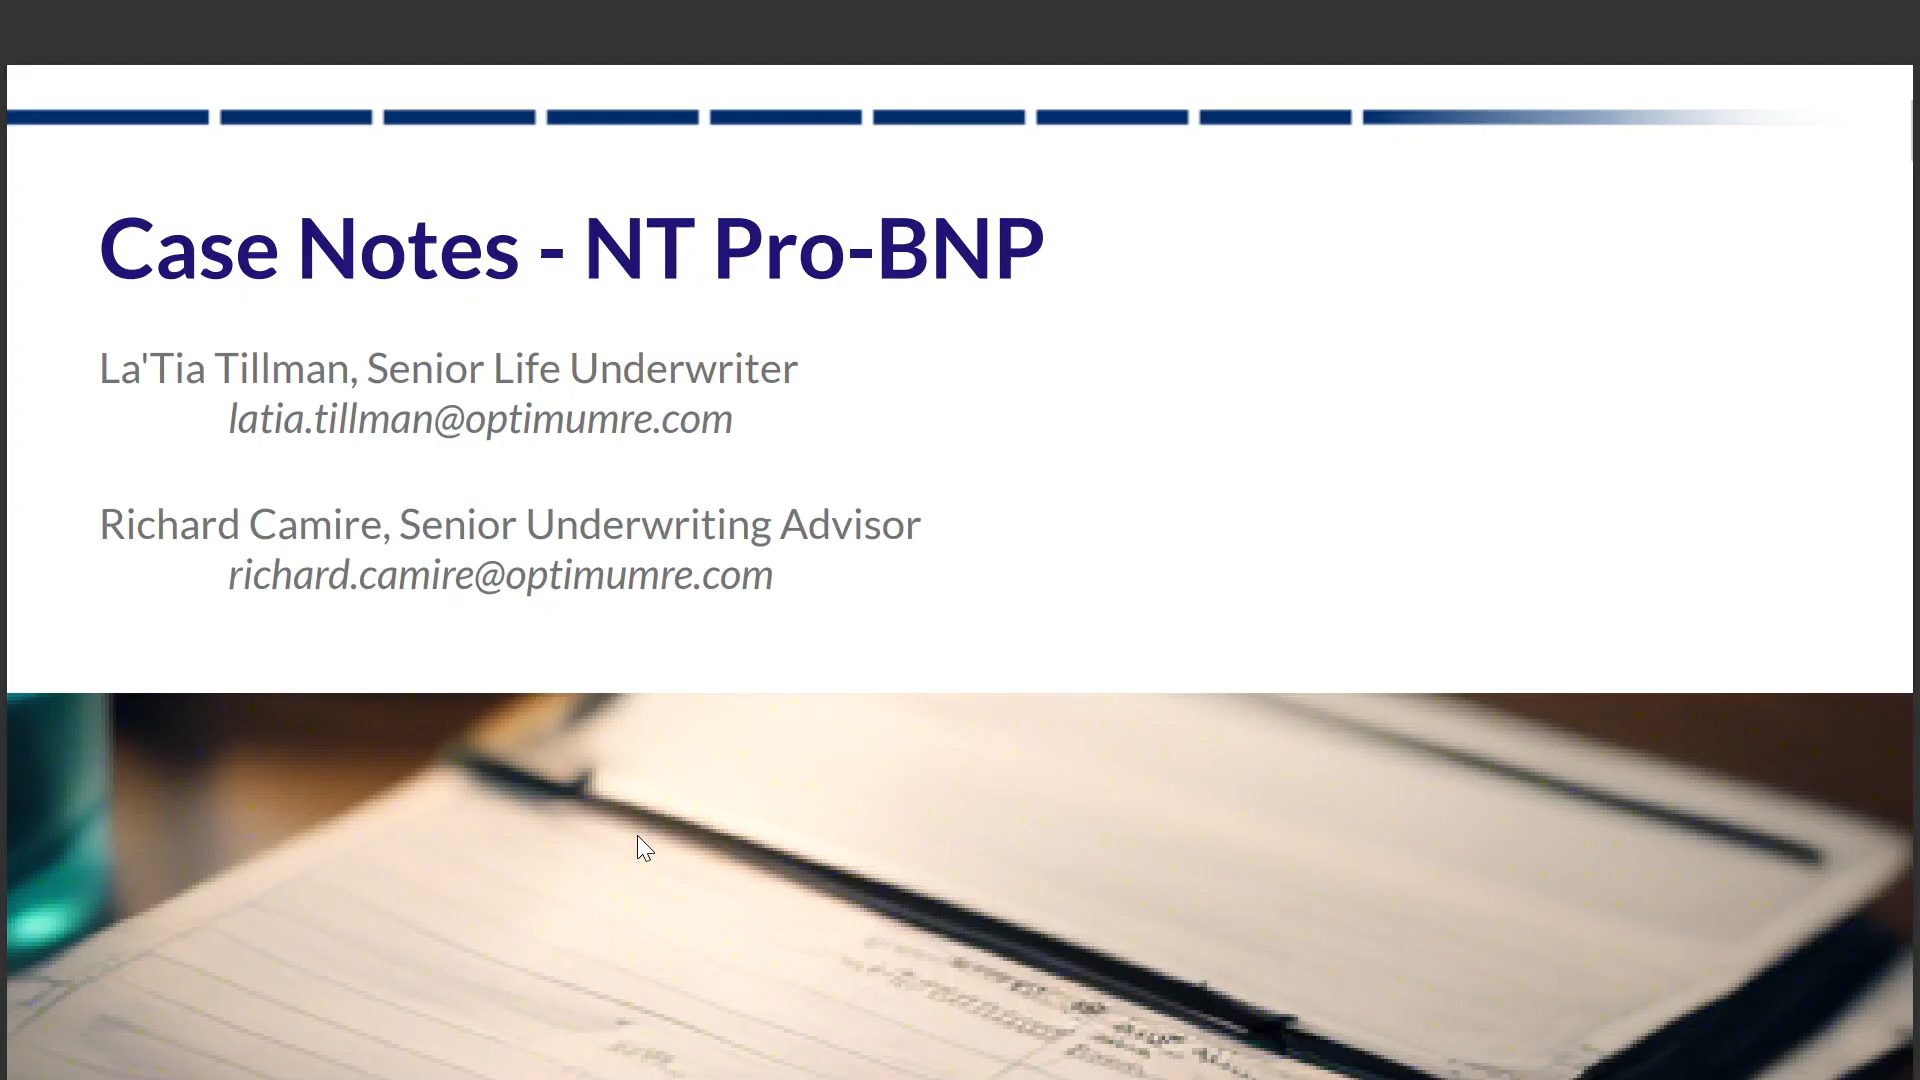 Case Notes - NT Pro-BNP
La'Tia Tillman, Senior Life Underwriter
latia.tillman@optimumre.com
Richard Camire, Senior Underwriting Advisor
richard.camire@optimumre.com